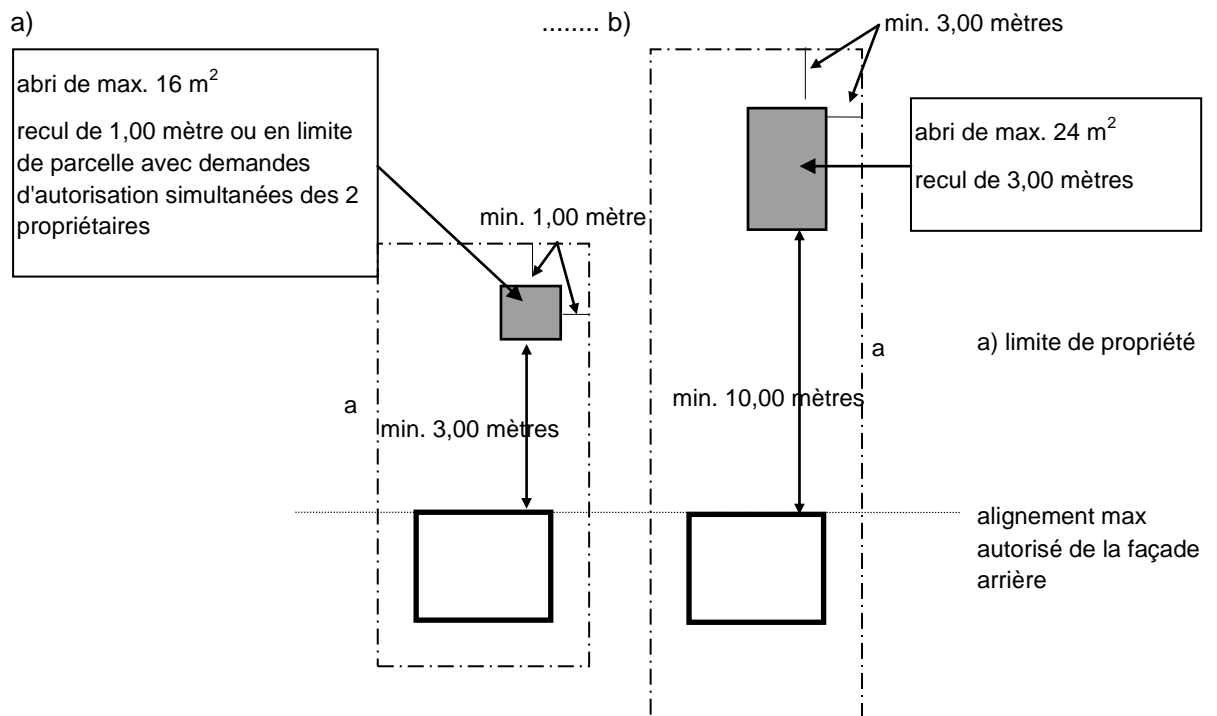 a)
........ b)
min. 3,00 mètres
abri de max. 16 m²
recul de 1,00 mètre ou en limite
de parcelle avec demandes
d'autorisation simultanées des 2
propriétaires
abri de max. 24 m²
recul de 3,00 mètres
min. 1,00 mètre
a
a) limite de propriété
a
min. 10,00 mètres
min. 3,00 mètres
alignement max
autorisé de la façade
arrière